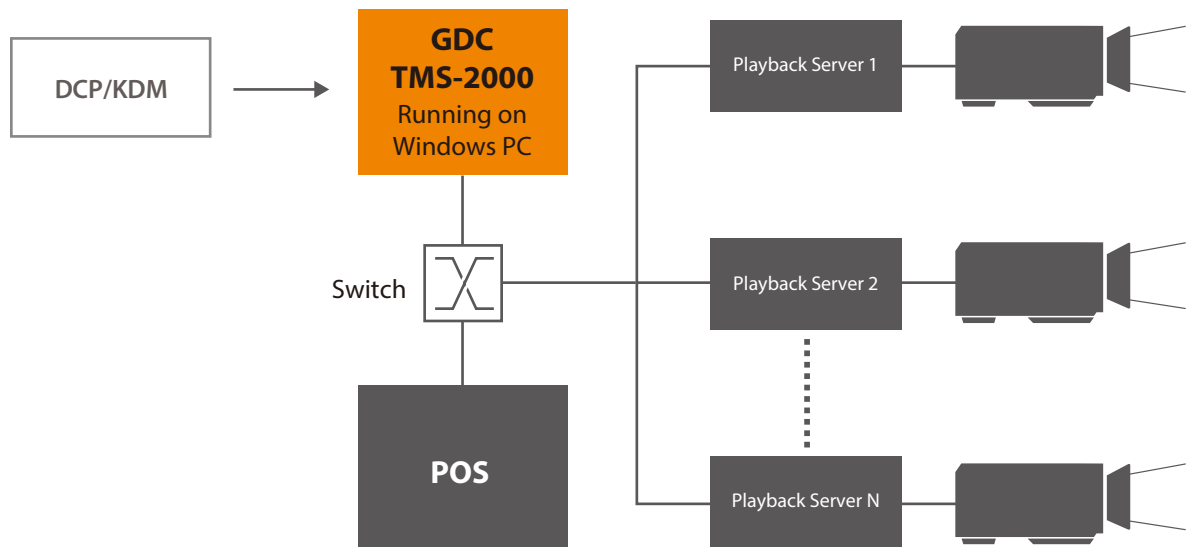 DCP/KDM
GDC
TMS-2000
Running on
Windows PC
Switch
POS
Playback Server 1
Playback Server 2
Playback Server N